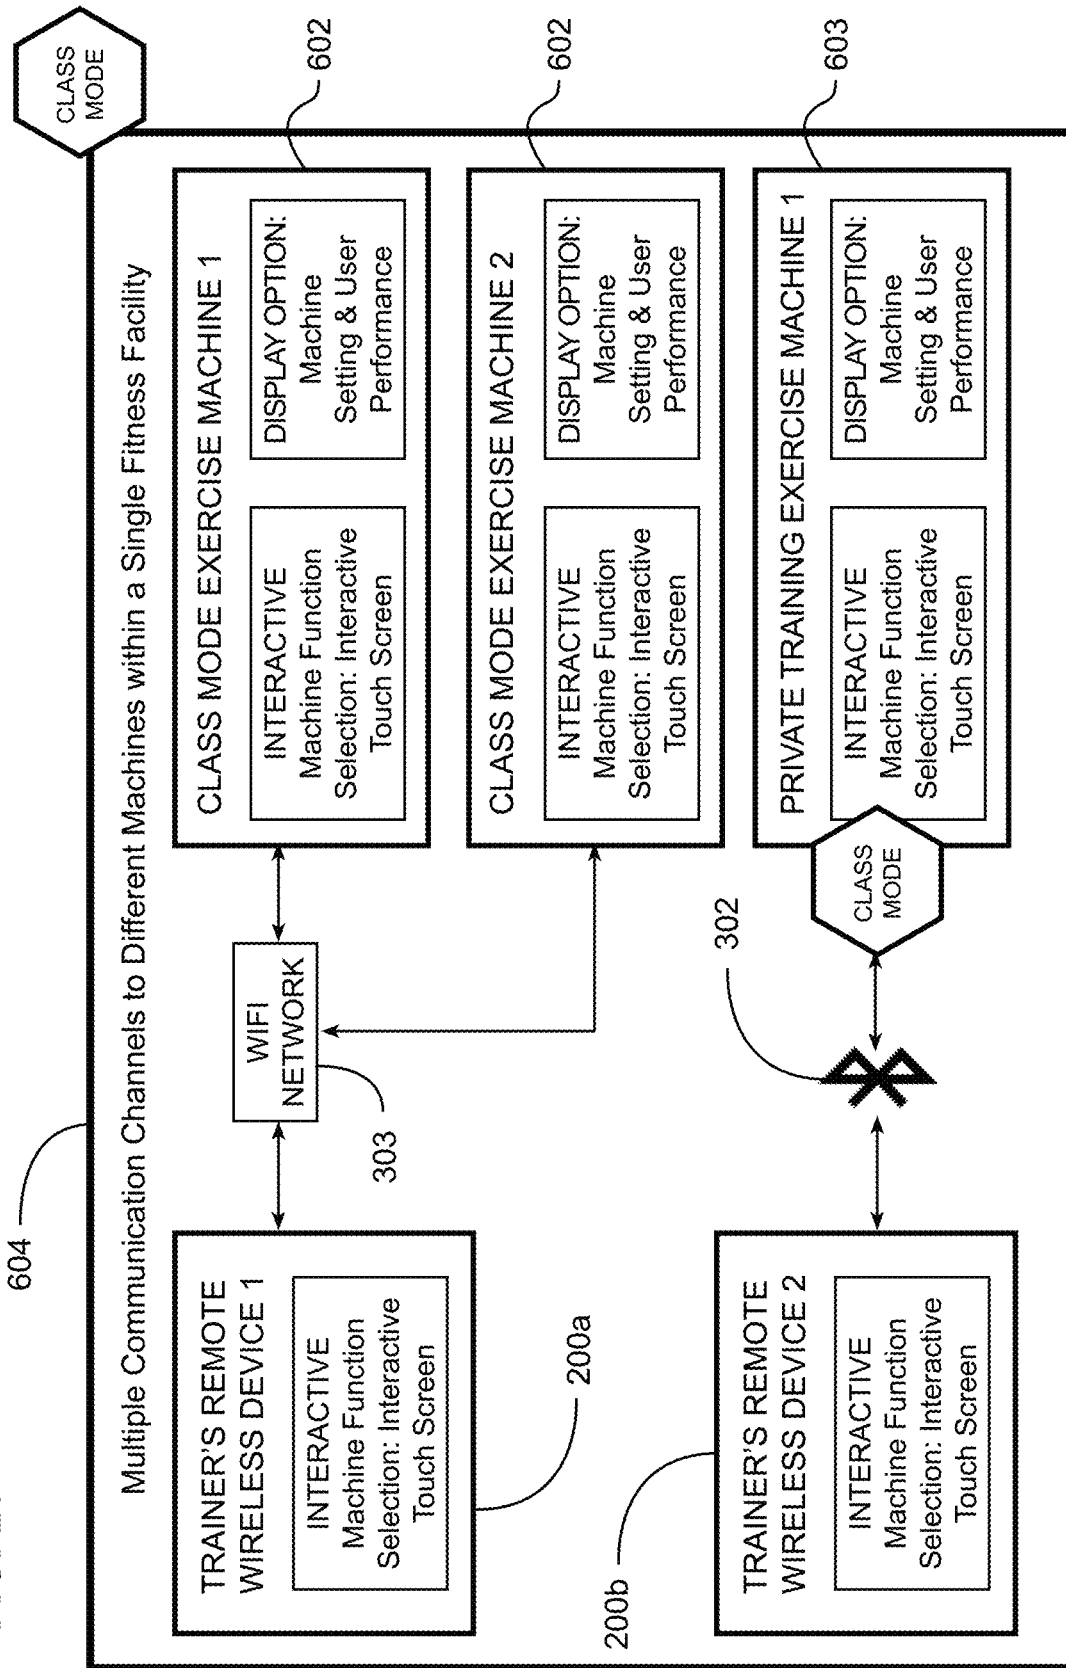 604
CLASS
MODE
Multiple Communication Channels to Different Machines within a Single Fitness Facility
TRAINER'S REMOTE
WIRELESS DEVICE 1
INTERACTIVE
Machine Function
Selection: Interactive
Touch Screen
200a
WIFI
NETWORK
303
CLASS MODE EXERCISE MACHINE 1
INTERACTIVE
Machine Function
Selection: Interactive
Touch Screen
DISPLAY OPTION:
Machine
Setting & User
Performance
602
CLASS MODE EXERCISE MACHINE 2
INTERACTIVE
Machine Function
Selection: Interactive
Touch Screen
DISPLAY OPTION:
Machine
Setting & User
Performance
602
200b
TRAINER'S REMOTE
WIRELESS DEVICE 2
INTERACTIVE
Machine Function
Selection: Interactive
Touch Screen
302
CLASS
MODE
PRIVATE TRAINING EXERCISE MACHINE 1
INTERACTIVE
Machine Function
Selection: Interactive
Touch Screen
DISPLAY OPTION:
Machine
Setting & User
Performance
603